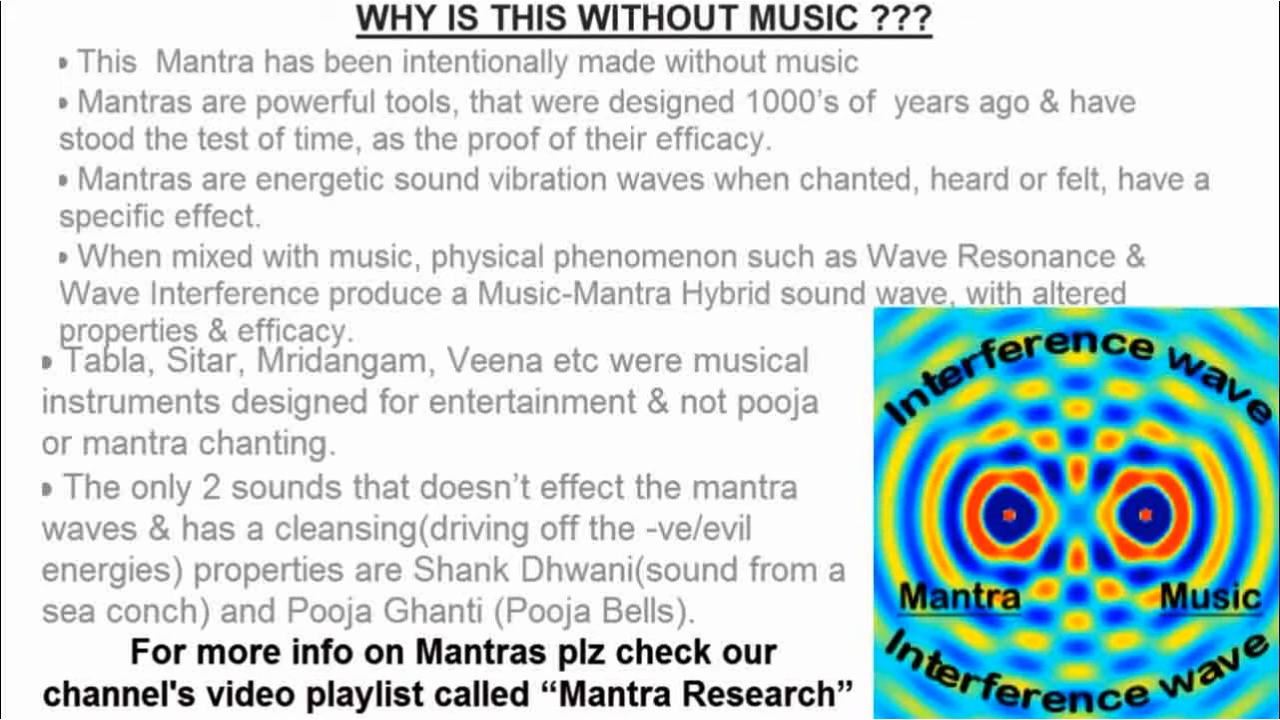 WHY IS THIS WITHOUT MUSIC ???
• This Mantra has been intentionally made without music
• Mantras are powerful tools, that were designed 1000's of years ago & have
stood the test of time, as the proof of their efficacy.
• Mantras are energetic sound vibration waves when chanted, heard or felt, have a
specific effect.
• When mixed with music, physical phenomenon such as Wave Resonance &
Wave Interference produce a Music-Mantra Hybrid sound wave, with altered
properties & efficacy.
• Tabla, Sitar, Mridangam, Veena etc were musical
instruments designed for entertainment & not pooja
or mantra chanting.
• The only 2 sounds that doesn't effect the mantra
waves & has a cleansing(driving off the -ve/evil
energies) properties are Shank Dhwani(sound from a
sea conch) and Pooja Ghanti (Pooja Bells).
For more info on Mantras plz check our
channel's video playlist called “Mantra Research”
Interference wave
Mantra
Music
Interference wave